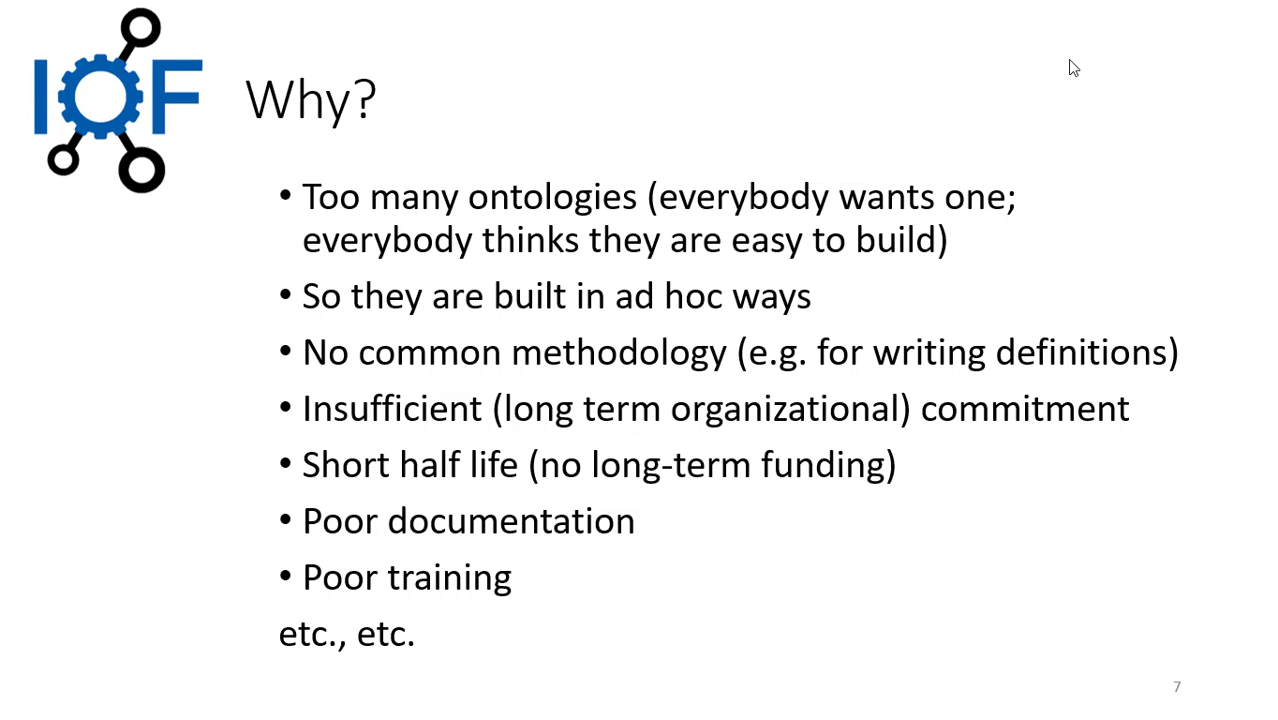 IOF
Why?
• Too many ontologies (everybody wants one;
everybody thinks they are easy to build)
• So they are built in ad hoc ways
• No common methodology (e.g. for writing definitions)
• Insufficient (long term organizational) commitment
• Short half life (no long-term funding)
• Poor documentation
• Poor training
etc., etc.
7